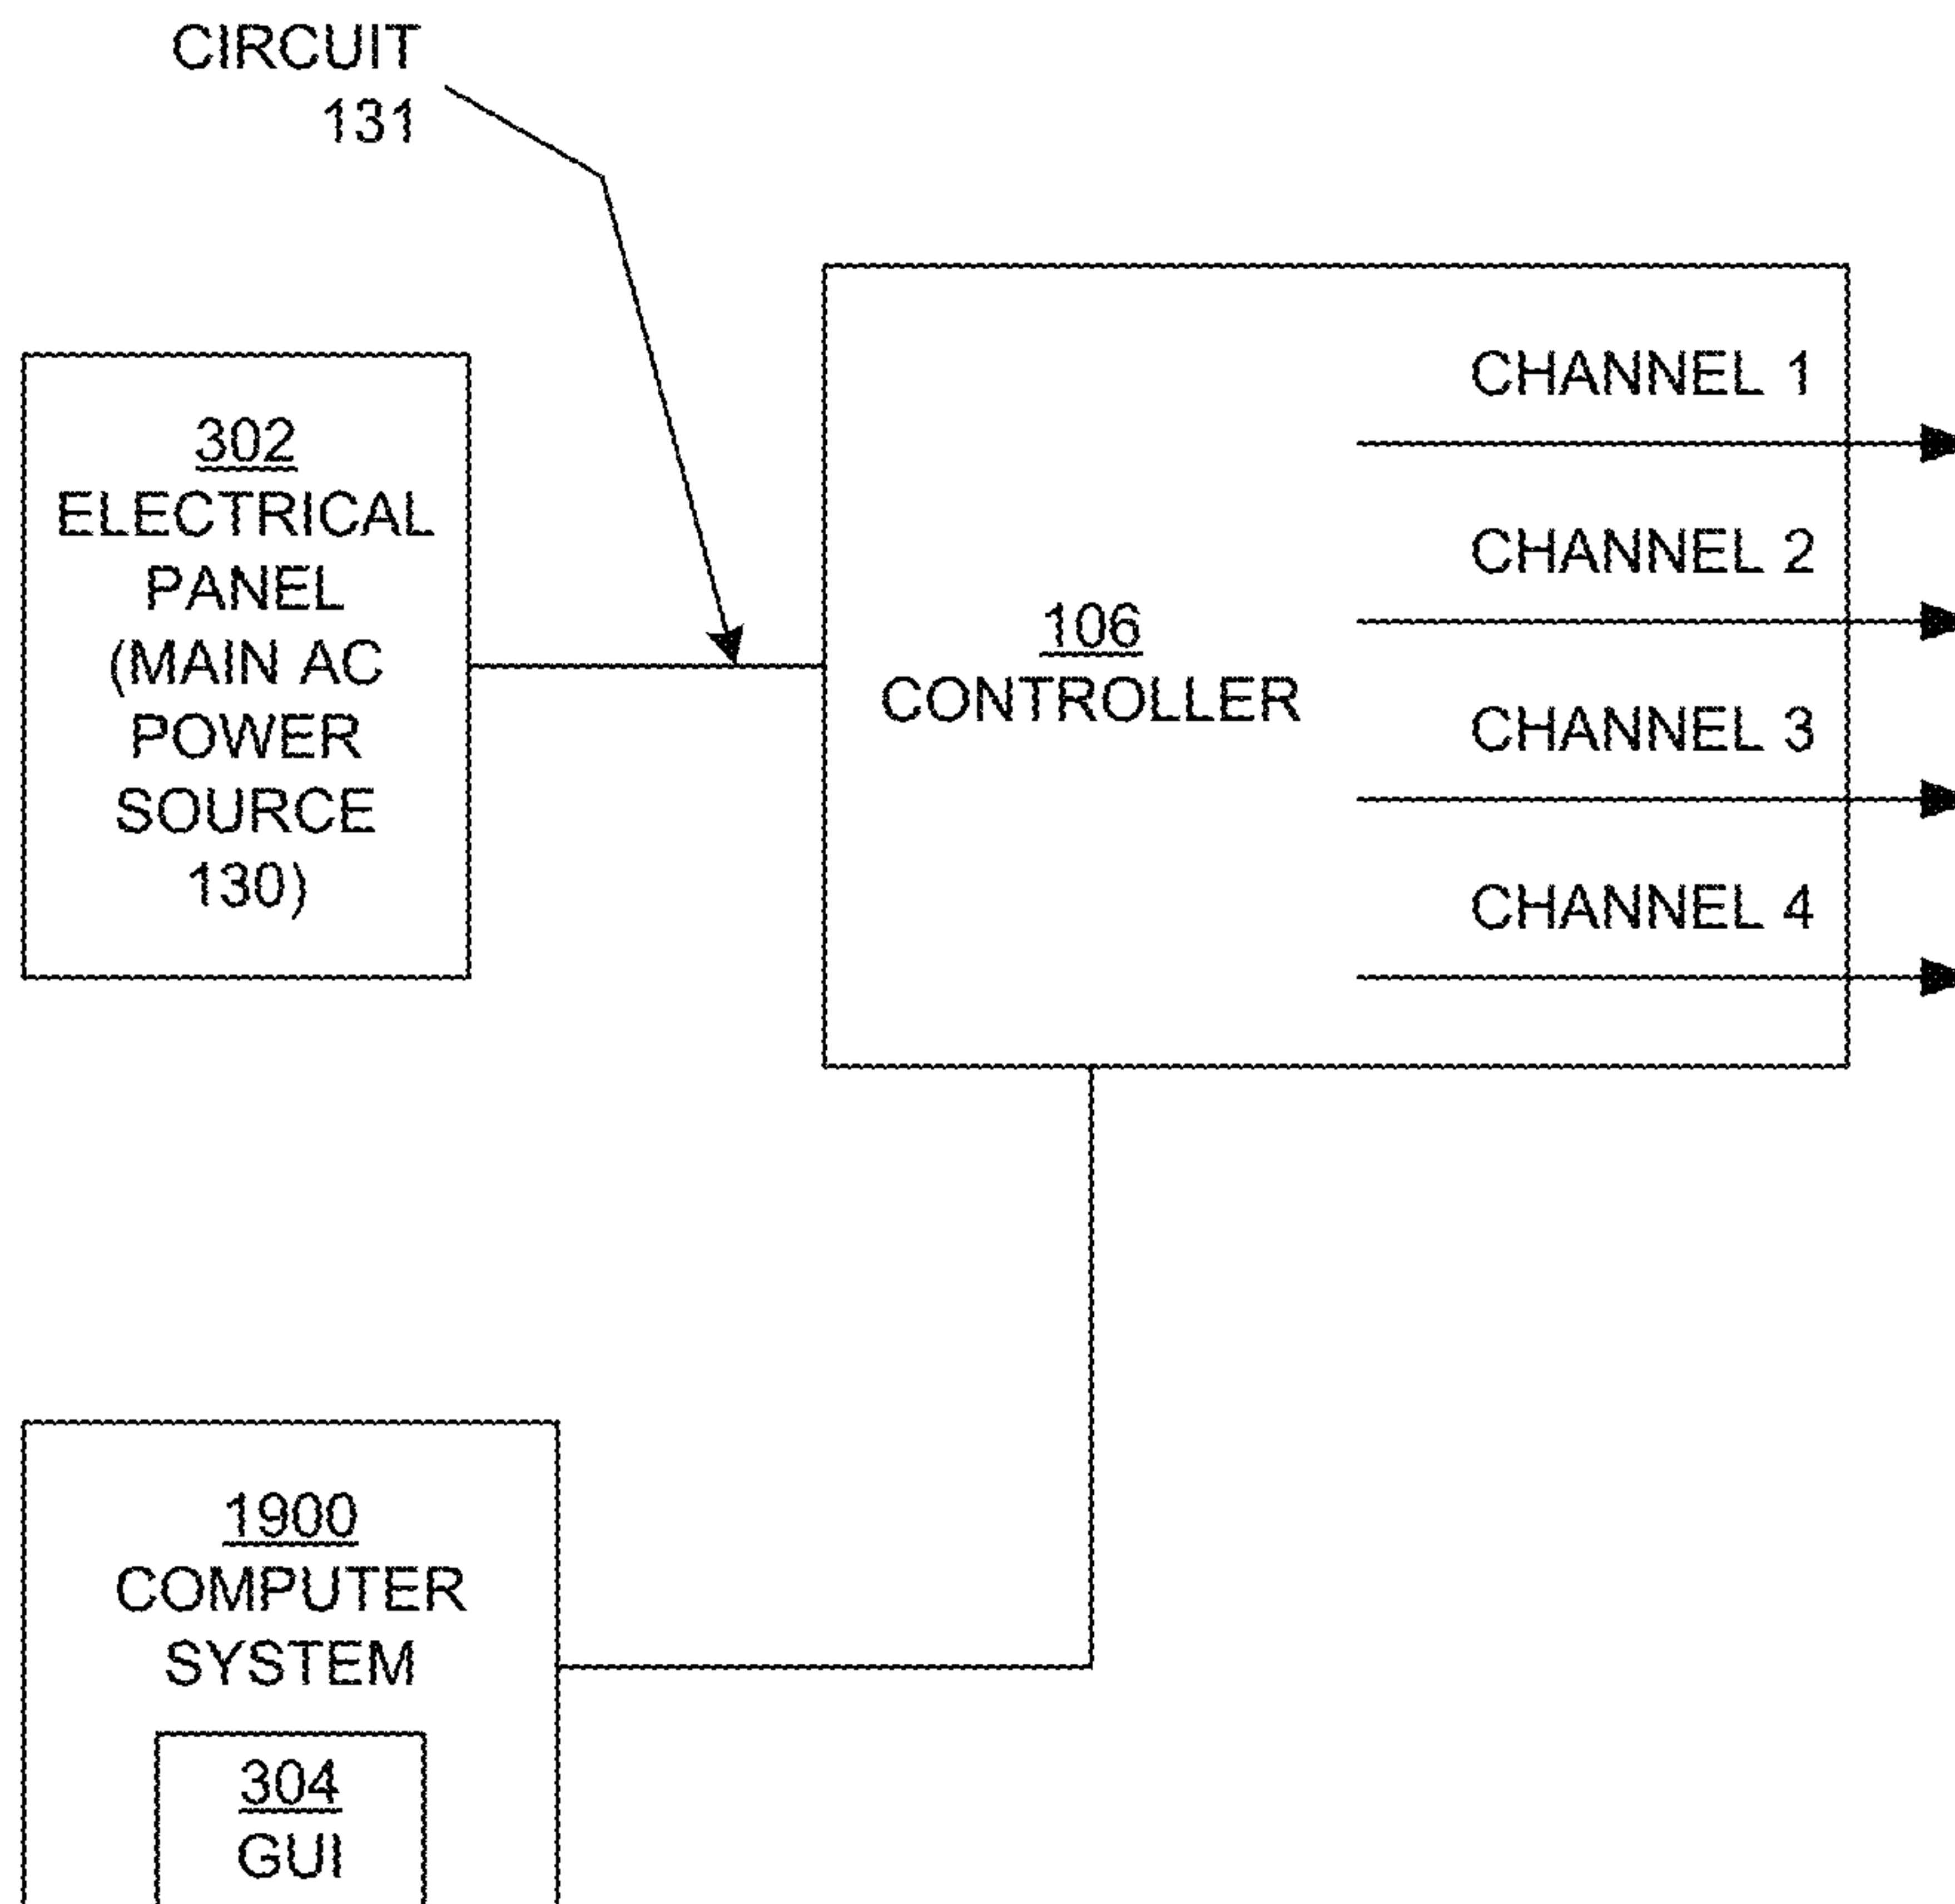 CIRCUIT
131
302
ELECTRICAL
PANEL
(MAIN AC
POWER
SOURCE
130)
106
CONTROLLER
CHANNEL 1
CHANNEL 2
CHANNEL 3
CHANNEL 4
1900
COMPUTER
SYSTEM
304
GUI